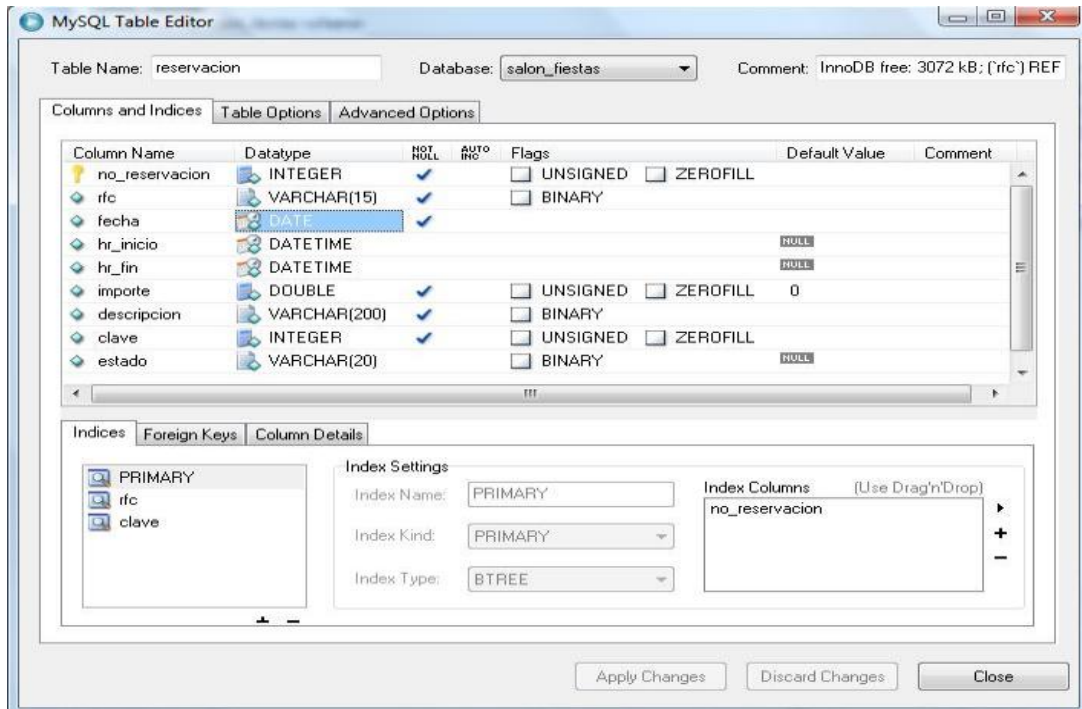 MySQL Table Editor
Table Name: reservacion Database: salon_fiestas Comment: InnoDB free: 3072 kB; (`rfc`) REF
Columns and Indices Table Options Advanced Options
Column Name Datatype NOT NULL AUTO INC Flags Default Value Comment
no_reservacion INTEGER UNSIGNED ZEROFILL
rfc VARCHAR(15) BINARY
fecha DATE
hr_inicio DATETIME NULL
hr_fin DATETIME NULL
importe DOUBLE UNSIGNED ZEROFILL 0
descripcion VARCHAR(200) BINARY
clave INTEGER UNSIGNED ZEROFILL
estado VARCHAR(20) BINARY NULL
Indices Foreign Keys Column Details
PRIMARY
rfc
clave
Index Settings
Index Name: PRIMARY
Index Kind: PRIMARY
Index Type: BTREE
Index Columns (Use Drag'n'Drop)
no_reservacion
Apply Changes Discard Changes Close